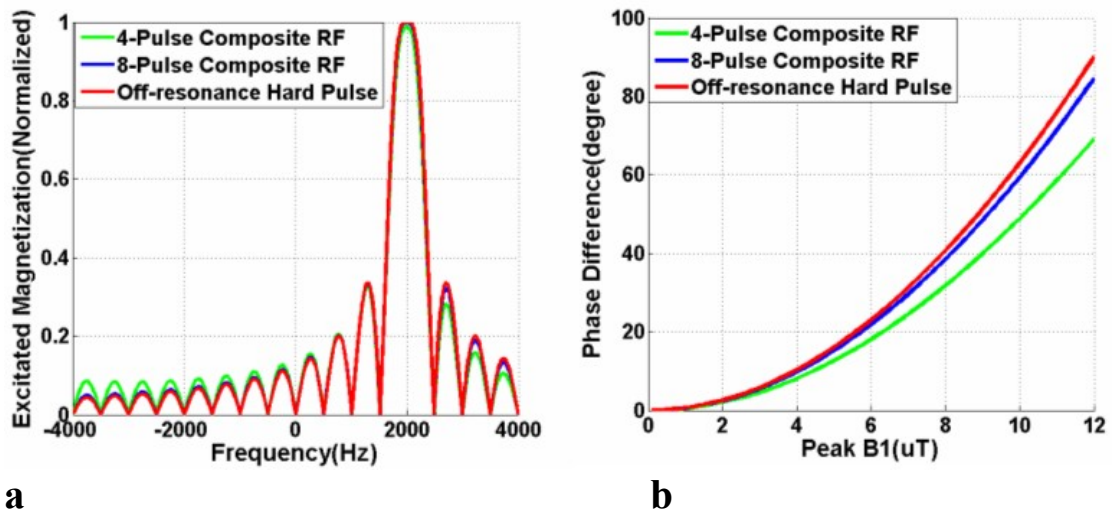 4-Pulse Composite RF
8-Pulse Composite RF
Off-resonance Hard Pulse
Excitated Magnetization(Normalized)
1
0.8
0.6
0.4
0.2
0
-4000 -2000 0 2000 4000
Frequency(Hz)
a
4-Pulse Composite RF
8-Pulse Composite RF
Off-resonance Hard Pulse
Phase Difference(degree)
100
80
60
40
20
0
0 2 4 6 8 10 12
Peak B1(uT)
b